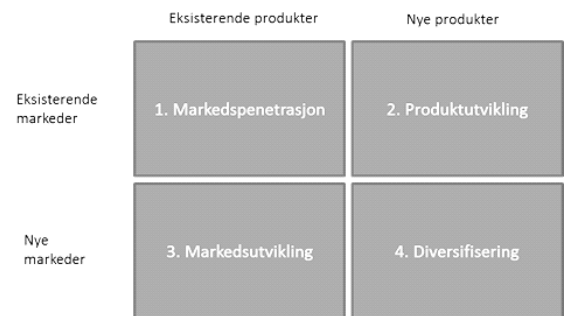 Eksisterende produkter
Nye produkter
Eksisterende
markeder
1. Markedspenetrasjon
2. Produktutvikling
Nye
markeder
3. Markedsutvikling
4. Diversifisering